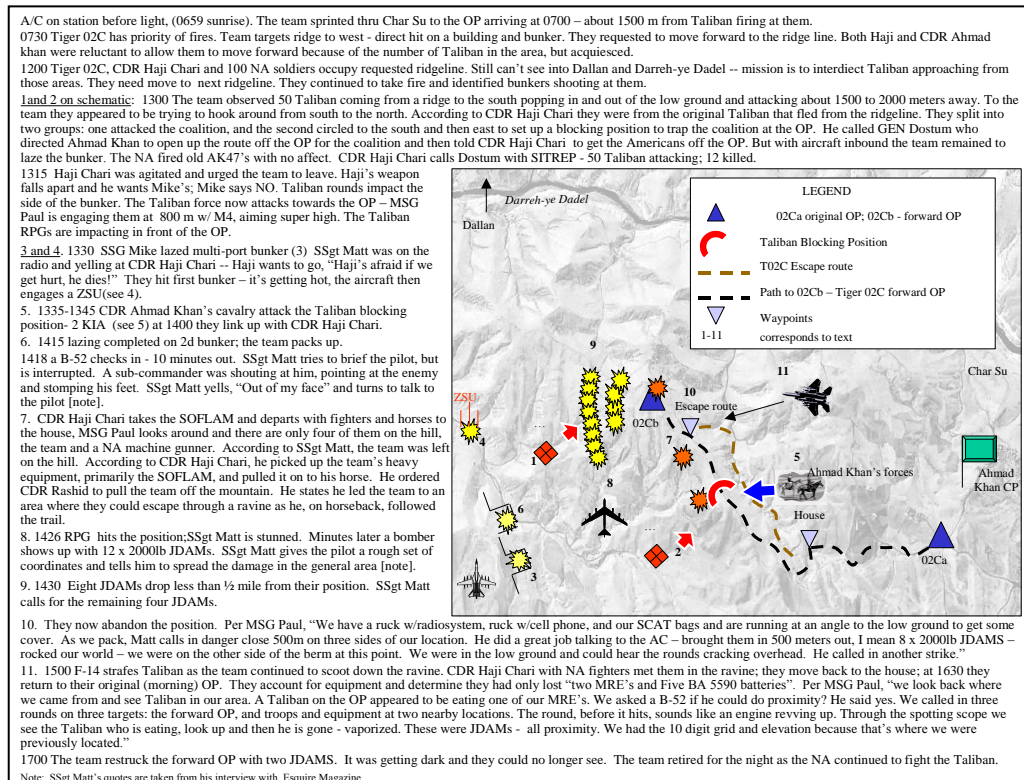 A/C on station before light, (0659 sunrise). The team sprinted thru Char Su to the OP arriving at 0700 – about 1500 m from Taliban firing at them.
0730 Tiger 02C has priority of fires. Team targets ridge to west - direct hit on a building and bunker. They requested to move forward to the ridge line. Both Haji and CDR Ahmad
khan were reluctant to allow them to move forward because of the number of Taliban in the area, but acquiesced.
1200 Tiger 02C, CDR Haji Chari and 100 NA soldiers occupy requested ridgeline. Still can't see into Dallan and Darreh-ye Dadel -- mission is to interdict Taliban approaching from
those areas. They need move to next ridgeline. They continued to take fire and identified bunkers shooting at them.
1and 2 on schematic: 1300 The team observed 50 Taliban coming from a ridge to the south popping in and out of the low ground and attacking about 1500 to 2000 meters away. To the
team they appeared to be trying to hook around from south to the north. According to CDR Haji Chari they were from the original Taliban that fled from the ridgeline. They split into
two groups: one attacked the coalition, and the second circled to the south and then east to set up a blocking position to trap the coalition at the OP. He called GEN Dostum who
directed Ahmad Khan to open up the route off the OP for the coalition and then told CDR Haji Chari to get the Americans off the OP. But with aircraft inbound the team remained to
laze the bunker. The NA fired old AK47's with no affect. CDR Haji Chari calls Dostum with SITREP - 50 Taliban attacking; 12 killed.
1315 Haji Chari was agitated and urged the team to leave. Haji's weapon
falls apart and he wants Mike's; Mike says NO. Taliban rounds impact the
side of the bunker. The Taliban force now attacks towards the OP – MSG
Paul is engaging them at 800 m w/ M4, aiming super high. The Taliban
RPGs are impacting in front of the OP.
3 and 4. 1330 SSG Mike lazed multi-port bunker (3) SSgt Matt was on the
radio and yelling at CDR Haji Chari -- Haji wants to go, "Haji's afraid if we
get hurt, he dies!" They hit first bunker – it's getting hot, the aircraft then
engages a ZSU(see 4).
5. 1335-1345 CDR Ahmad Khan's cavalry attack the Taliban blocking
position- 2 KIA (see 5) at 1400 they link up with CDR Haji Chari.
6. 1415 lazing completed on 2d bunker; the team packs up.
1418 a B-52 checks in - 10 minutes out. SSgt Matt tries to brief the pilot, but
is interrupted. A sub-commander was shouting at him, pointing at the enemy
and stomping his feet. SSgt Matt yells, "Out of my face" and turns to talk to
the pilot [note].
7. CDR Haji Chari takes the SOFLAM and departs with fighters and horses to
the house, MSG Paul looks around and there are only four of them on the hill,
the team and a NA machine gunner. According to SSgt Matt, the team was left
on the hill. According to CDR Haji Chari, he picked up the team's heavy
equipment, primarily the SOFLAM, and pulled it on to his horse. He ordered
CDR Rashid to pull the team off the mountain. He states he led the team to an
area where they could escape through a ravine as he, on horseback, followed
the trail.
8. 1426 RPG hits the position;SSgt Matt is stunned. Minutes later a bomber
shows up with 12 x 2000lb JDAMs. SSgt Matt gives the pilot a rough set of
coordinates and tells him to spread the damage in the general area [note].
9. 1430 Eight JDAMs drop less than ½ mile from their position. SSgt Matt
calls for the remaining four JDAMs.
Darreh-ye Dadel
Dallan
LEGEND
02Ca original OP; 02Cb - forward OP
Taliban Blocking Position
T02C Escape route
Path to 02Cb – Tiger 02C forward OP
Waypoints
1-11 corresponds to text
9
11
10
Char Su
Escape route
ZSU
02Cb
4
1
7
5
Ahmad Khan's forces
Ahmad
Khan CP
8
House
6
2
3
02Ca
10. They now abandon the position. Per MSG Paul, "We have a ruck w/radiosystem, ruck w/cell phone, and our SCAT bags and are running at an angle to the low ground to get some
cover. As we pack, Matt calls in danger close 500m on three sides of our location. He did a great job talking to the AC – brought them in 500 meters out, I mean 8 x 2000lb JDAMS –
rocked our world – we were on the other side of the berm at this point. We were in the low ground and could hear the rounds cracking overhead. He called in another strike."
11. 1500 F-14 strafes Taliban as the team continued to scoot down the ravine. CDR Haji Chari with NA fighters met them in the ravine; they move back to the house; at 1630 they
return to their original (morning) OP. They account for equipment and determine they had only lost "two MRE's and Five BA 5590 batteries". Per MSG Paul, "we look back where
we came from and see Taliban in our area. A Taliban on the OP appeared to be eating one of our MRE's. We asked a B-52 if he could do proximity? He said yes. We called in three
rounds on three targets: the forward OP, and troops and equipment at two nearby locations. The round, before it hits, sounds like an engine revving up. Through the spotting scope we
see the Taliban who is eating, look up and then he is gone - vaporized. These were JDAMs - all proximity. We had the 10 digit grid and elevation because that's where we were
previously located."
1700 The team restruck the forward OP with two JDAMS. It was getting dark and they could no longer see. The team retired for the night as the NA continued to fight the Taliban.
Note: SSgt Matt's quotes are taken from his interview with Esquire Magazine